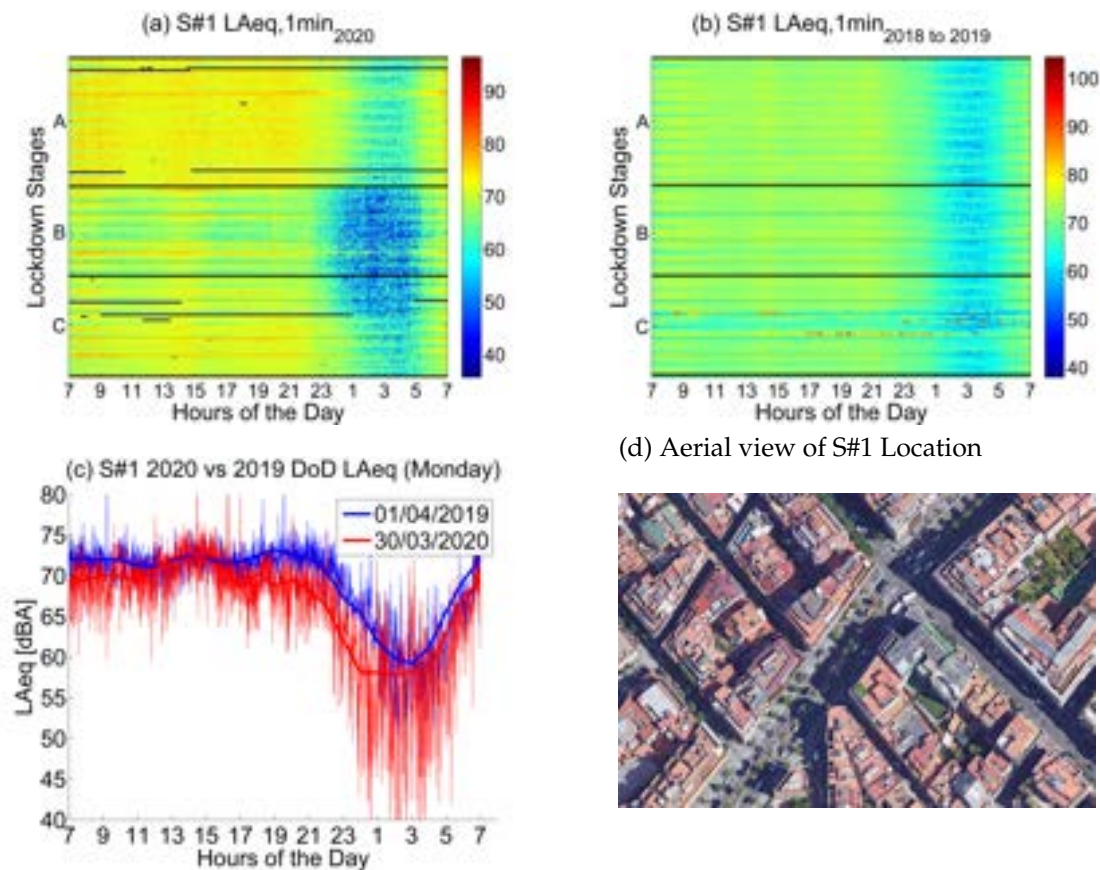 (a) S#1 LAeq,1min2020
Lockdown Stages
A
B
C
90
80
70
60
50
40
7 9 11 13 15 17 19 21 23 1 3 5 7
Hours of the Day
(b) S#1 LAeq,1min2018 to 2019
Lockdown Stages
A
B
C
100
90
80
70
60
50
40
7 9 11 13 15 17 19 21 23 1 3 5 7
Hours of the Day
(c) S#1 2020 vs 2019 DoD LAeq (Monday)
LAeq [dBA]
80
75
70
65
60
55
50
45
40
01/04/2019
30/03/2020
7 9 11 13 15 17 19 21 23 1 3 5 7
Hours of the Day
(d) Aerial view of S#1 Location